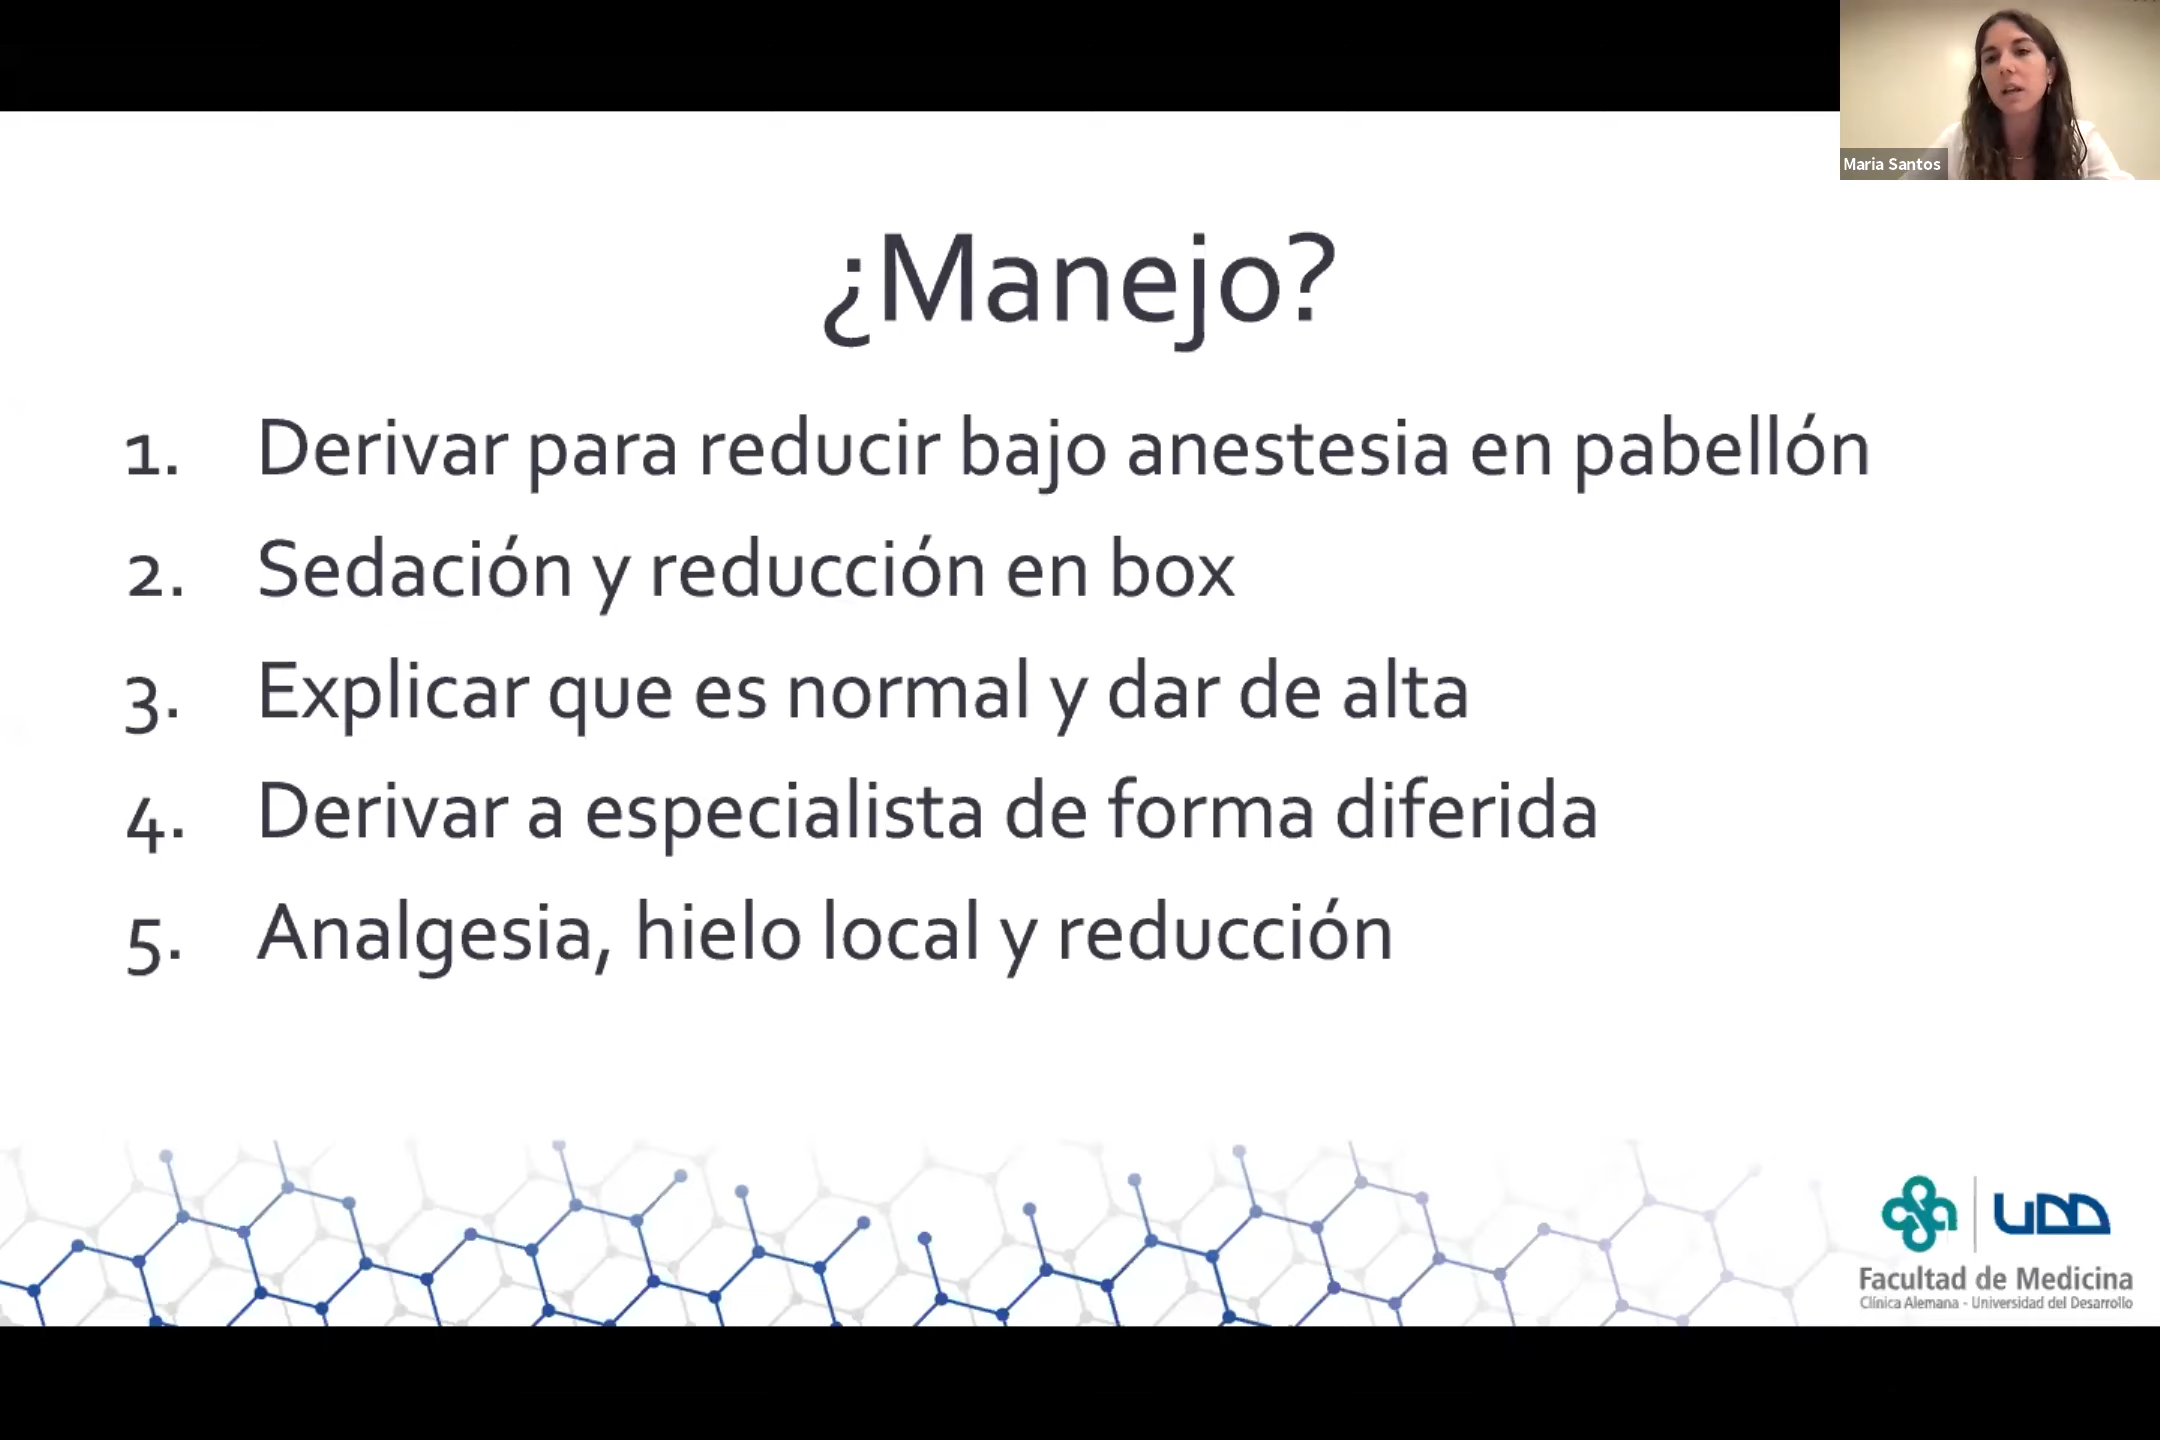 Maria Santos
¿Manejo?
1. Derivar para reducir bajo anestesia en pabellón
2. Sedación y reducción en box
3. Explicar que es normal y dar de alta
4. Derivar a especialista de forma diferida
5. Analgesia, hielo local y reducción
UDD
Facultad de Medicina
Clínica Alemana - Universidad del Desarrollo